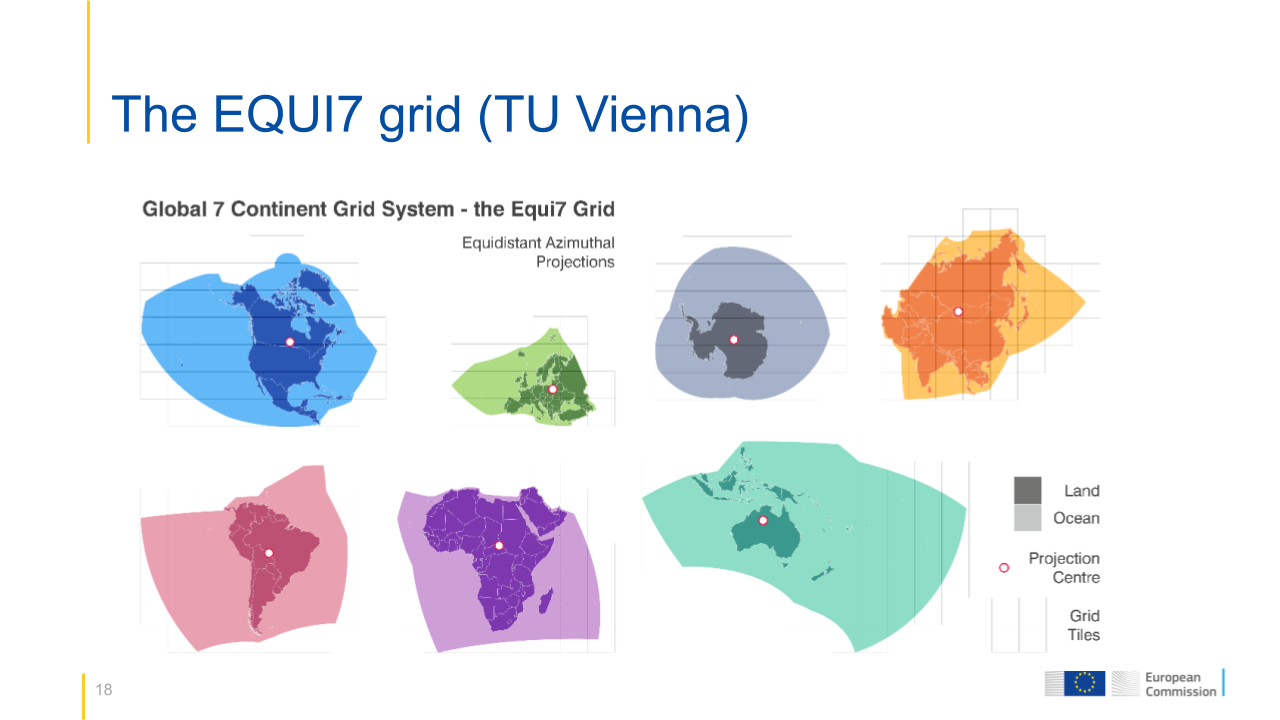 The EQUI7 grid (TU Vienna)
Global 7 Continent Grid System - the Equi7 Grid
Equidistant Azimuthal
Projections
Land
Ocean
Projection
Centre
Grid
Tiles
18
European
Commission